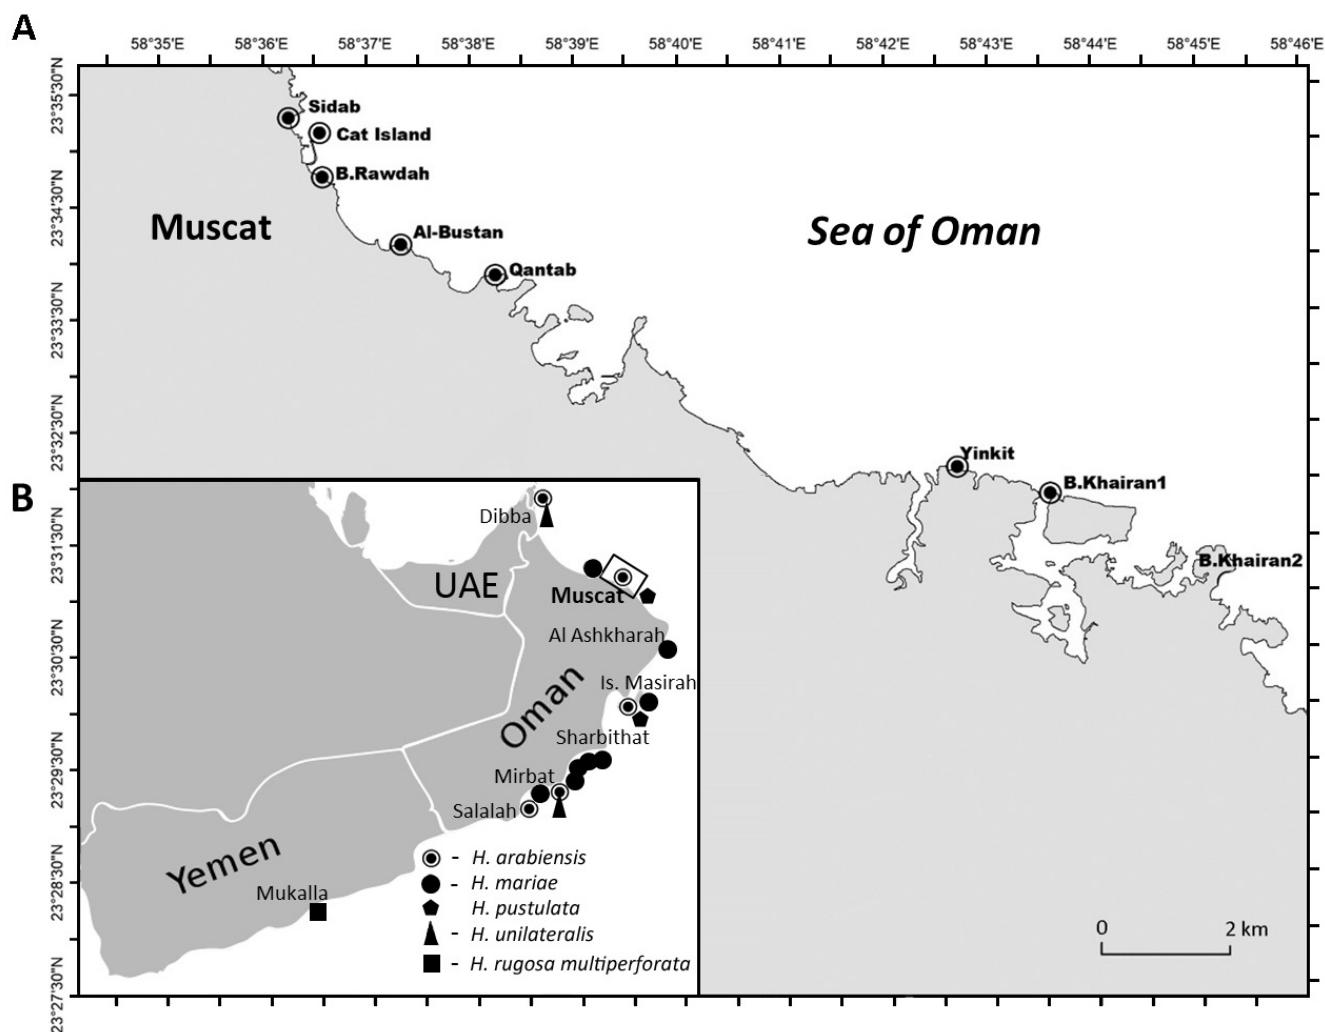 A
58°35'E 58°36'E 58°37'E 58°38'E 58°39'E 58°40'E 58°41'E 58°42'E 58°43'E 58°44'E 58°45'E 58°46'E
23°35'30"N
23°34'30"N
23°33'30"N
23°32'30"N
23°31'30"N
23°30'30"N
23°29'30"N
23°28'30"N
23°27'30"N
Sidab
Cat Island
B.Rawdah
Muscat
Sea of Oman
Al-Bustan
Qantab
Yinkit
B.Khairan1
B.Khairan2
0 2 km
B
Dibba
UAE
Muscat
Al Ashkharah
Is. Masirah
Oman
Sharbithat
Mirbat
Salalah
Yemen
Mukalla
- H. arabiensis
- H. mariae
H. pustulata
- H. unilateralis
- H. rugosa multiperforata